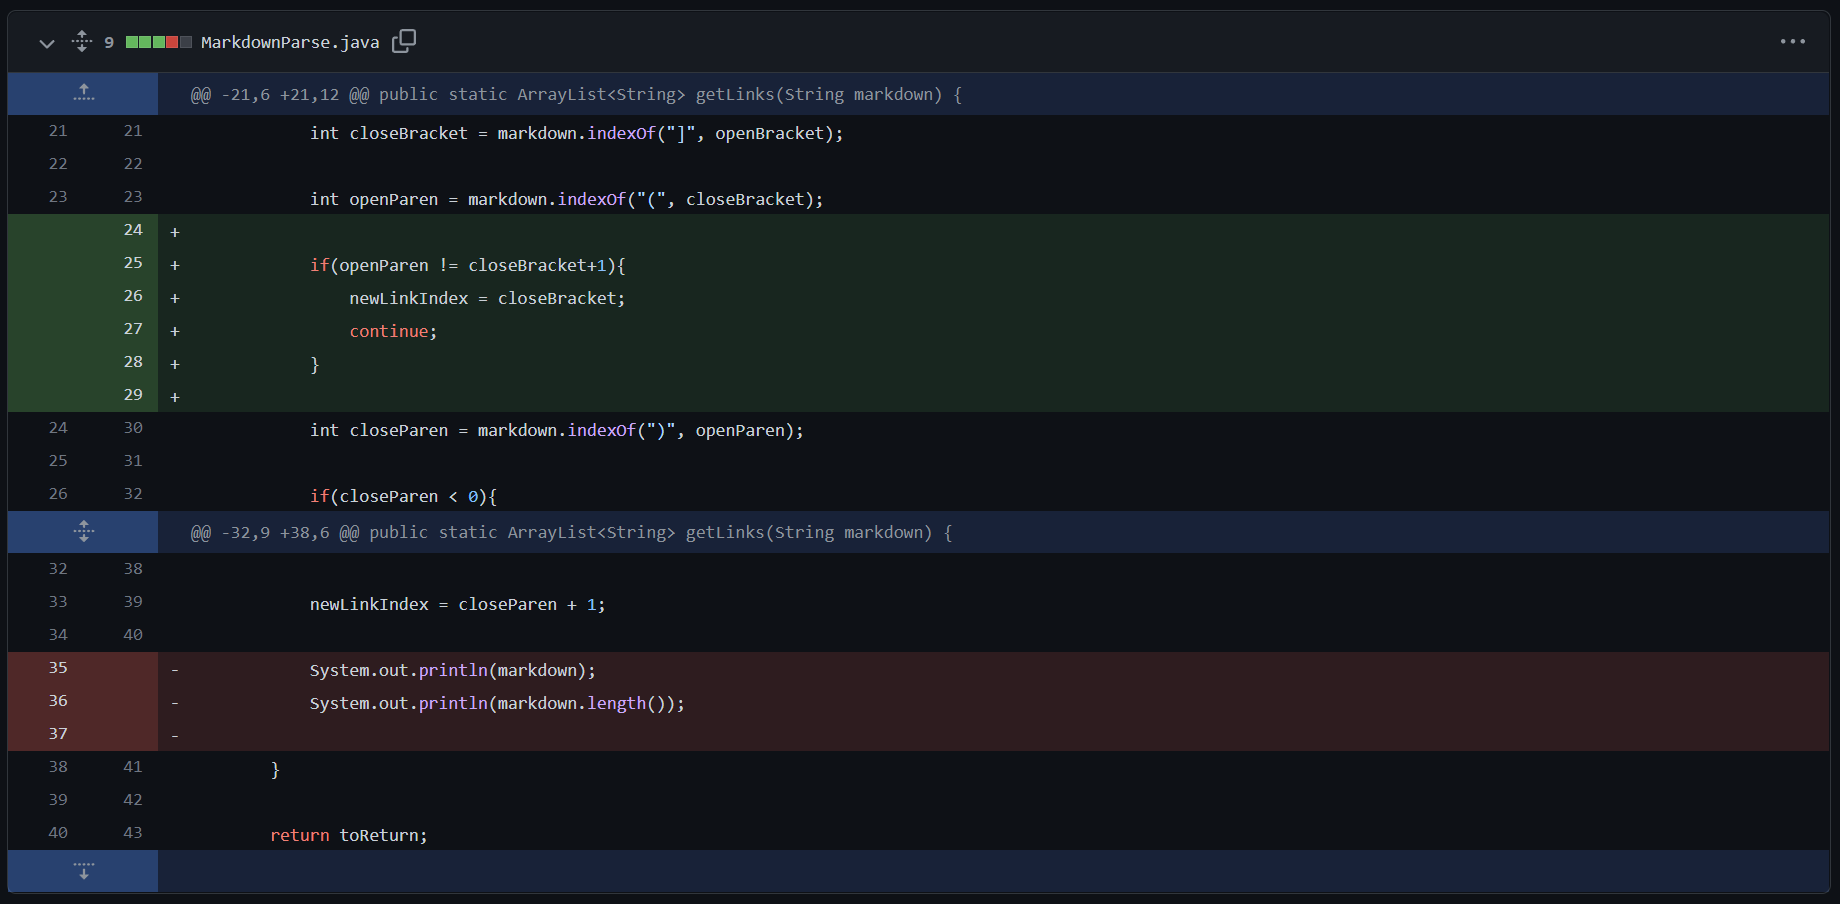 9 MarkdownParse.java
@@ -21,6 +21,12 @@ public static ArrayList<String> getLinks(String markdown) {
21 21 int closeBracket = markdown.indexOf("]", openBracket);
22 22
23 23 int openParen = markdown.indexOf("(", closeBracket);
24 +
25 + if(openParen != closeBracket+1){
26 + newLinkIndex = closeBracket;
27 + continue;
28 + }
29 +
24 30 int closeParen = markdown.indexOf(")", openParen);
25 31
26 32 if(closeParen < 0){
@@ -32,9 +38,6 @@ public static ArrayList<String> getLinks(String markdown) {
32 38
33 39 newLinkIndex = closeParen + 1;
34 40
35 - System.out.println(markdown);
36 - System.out.println(markdown.length());
37 -
38 41 }
39 42
40 43 return toReturn;